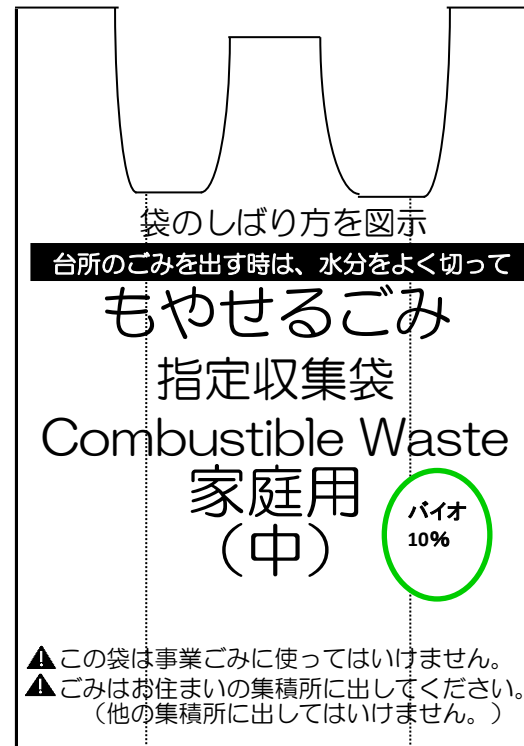 袋のしばり方を図示
台所のごみを出す時は、水分をよく切って
もやせるごみ
指定収集袋
Combustible Waste
家庭用
（中）
バイオ
10%
この袋は事業ごみに使ってはいけません。
ごみはお住まいの集積所に出してください。
（他の集積所に出してはいけません。）